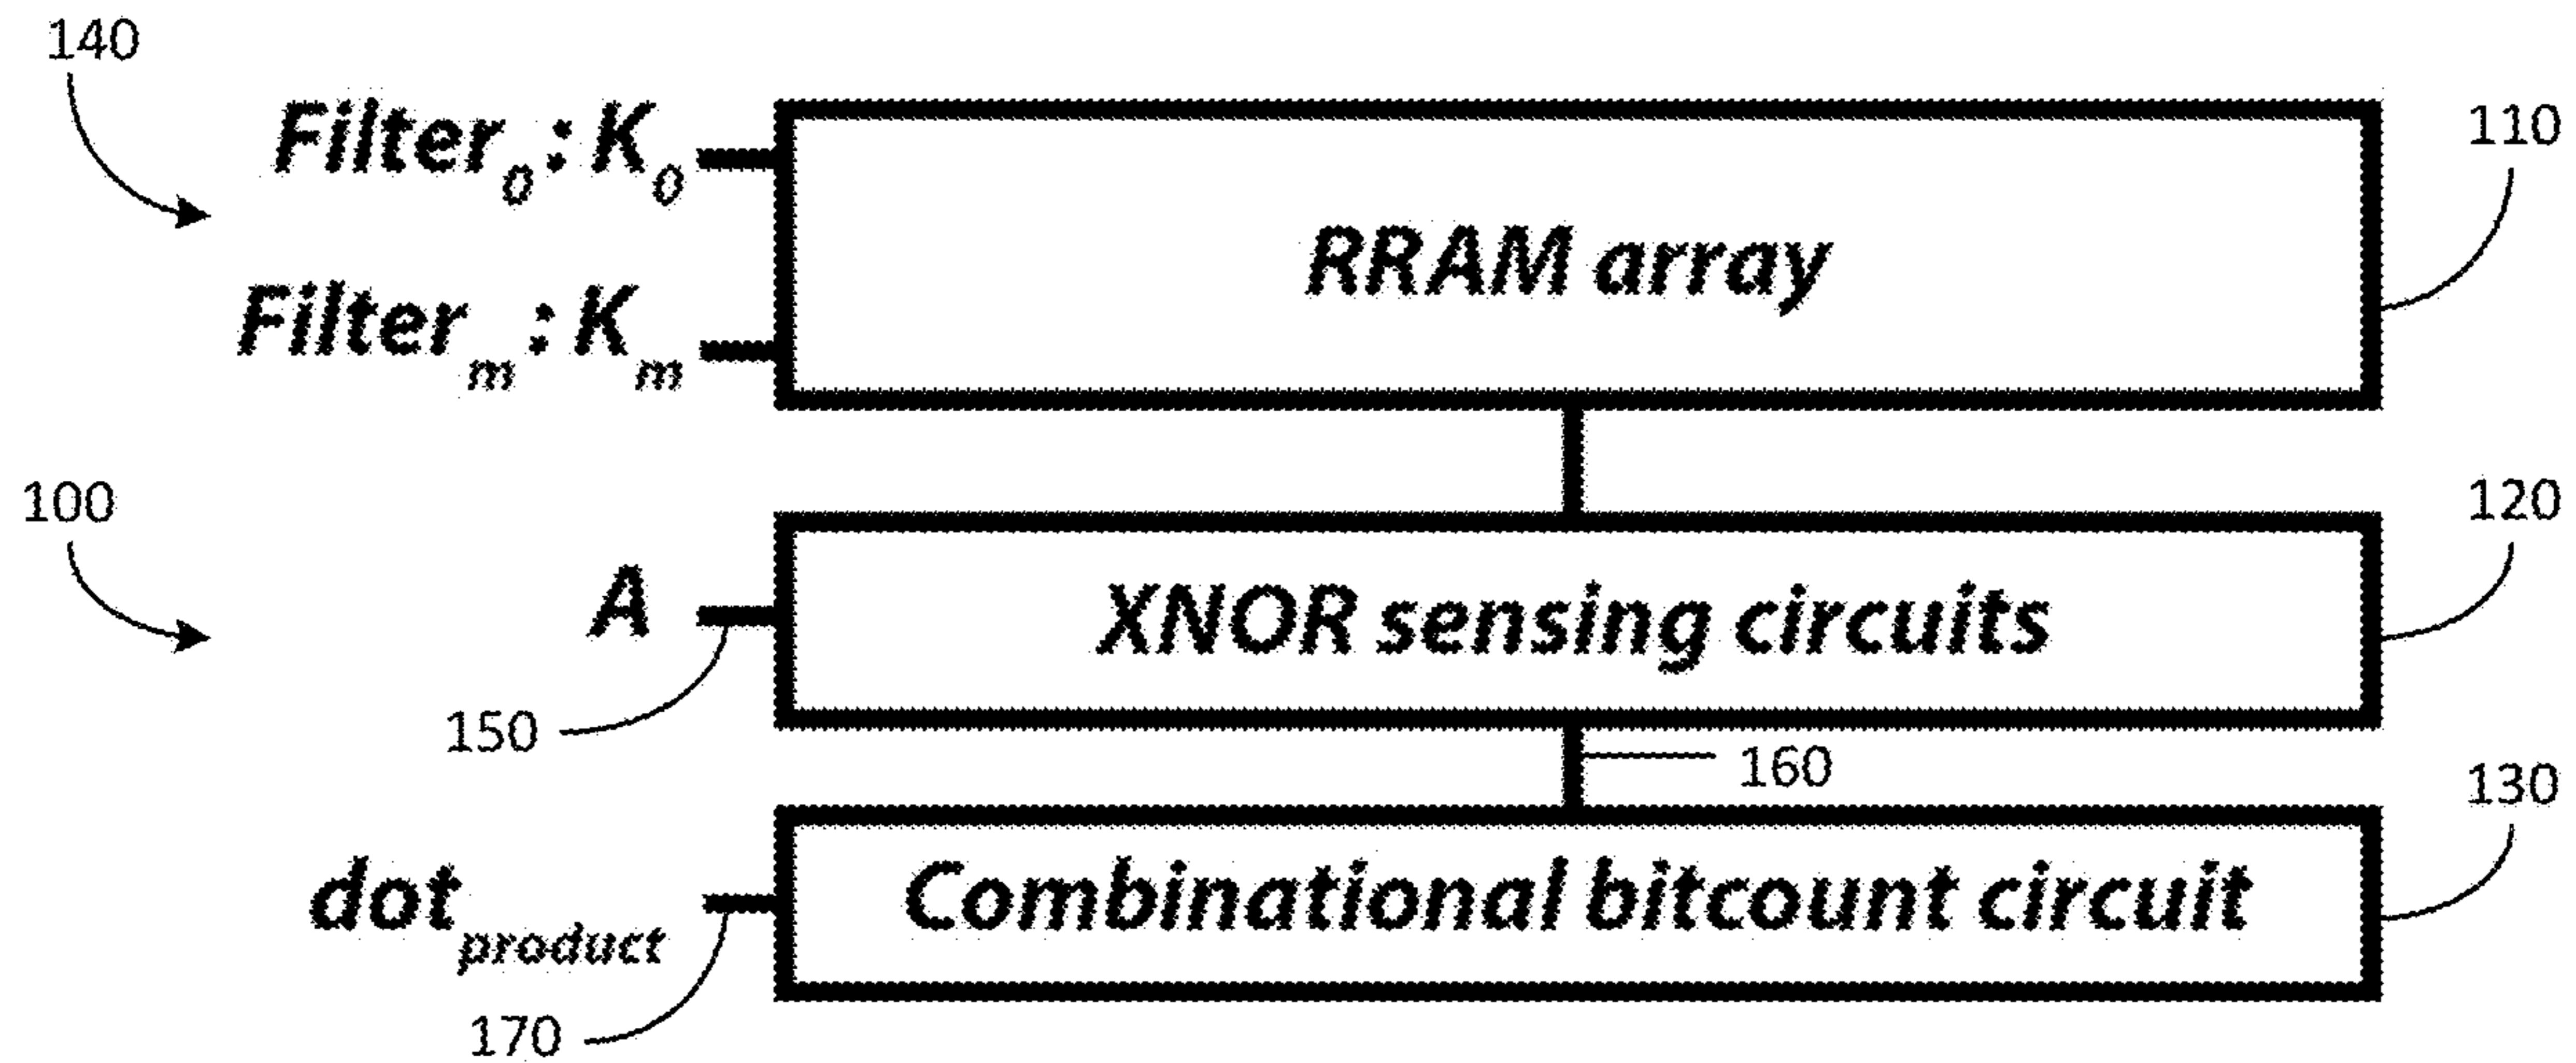 140
Filter0: K0
110
RRAM array
Filterm: Km
100
120
A
XNOR sensing circuits
150
160
130
dotproduct
Combinational bitcount circuit
170